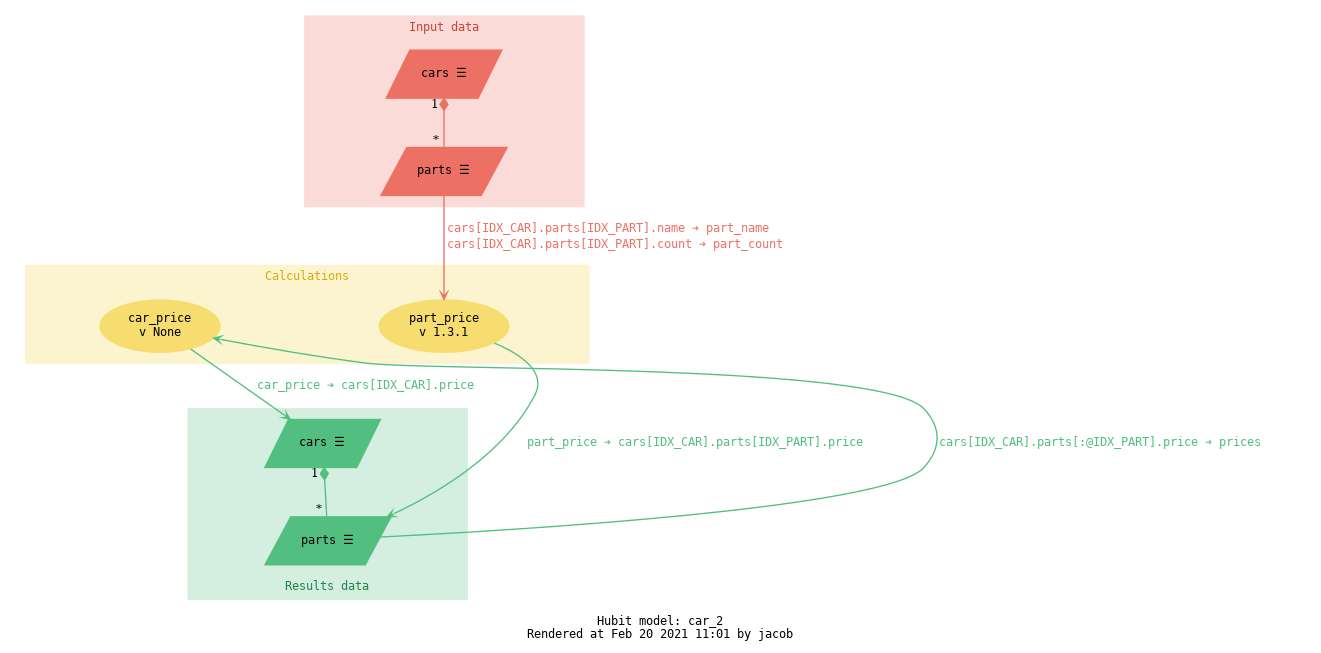 Input data
cars ☰
1
*
parts ☰
cars[IDX_CAR].parts[IDX_PART].name → part_name
cars[IDX_CAR].parts[IDX_PART].count → part_count
Calculations
car_price
v None
part_price
v 1.3.1
car_price → cars[IDX_CAR].price
cars ☰
part_price → cars[IDX_CAR].parts[IDX_PART].price
cars[IDX_CAR].parts[:@IDX_PART].price → prices
1
*
parts ☰
Results data
Hubit model: car_2
Rendered at Feb 20 2021 11:01 by jacob